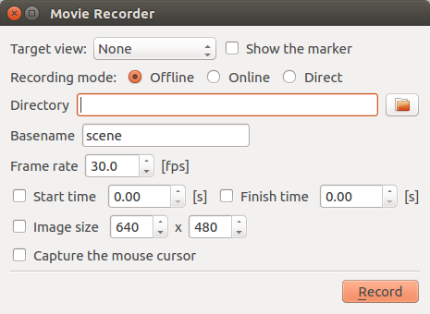 Movie Recorder
Target view: None Show the marker
Recording mode: Offline Online Direct
Directory
Basename scene
Frame rate 30.0 [fps]
Start time 0.00 [s] Finish time 0.00 [s]
Image size 640 x 480
Capture the mouse cursor
Record